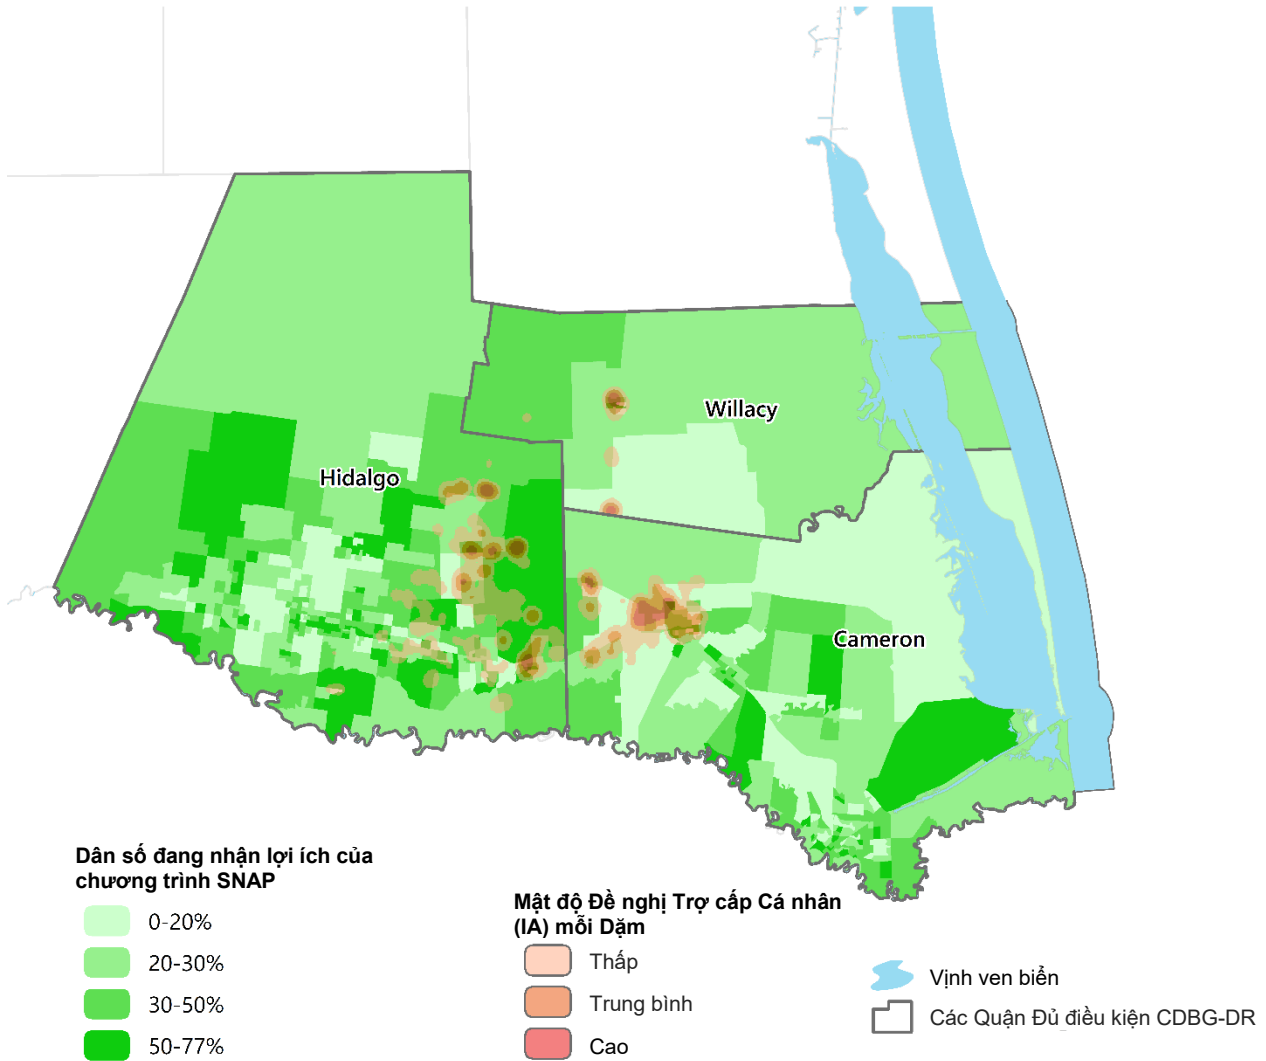 Willacy
Hidalgo
Cameron
Dân số đang nhận lợi ích của
chương trình SNAP
0-20%
20-30%
30-50%
50-77%
Mật độ Đề nghị Trợ cấp Cá nhân
(IA) mỗi Dặm
Thấp
Trung bình
Cao
Vịnh ven biển
Các Quận Đủ điều kiện CDBG-DR